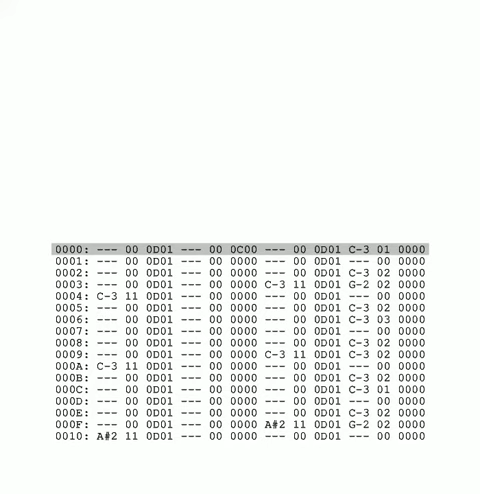 0000: --- 00 0D01 --- 00 0C00 --- 00 0D01 C-3 01 0000
0001: --- 00 0D01 --- 00 0000 --- 00 0D01 --- 00 0000
0002: --- 00 0D01 --- 00 0000 --- 00 0D01 C-3 02 0000
0003: --- 00 0D01 --- 00 0000 C-3 11 0D01 G-2 02 0000
0004: C-3 11 0D01 --- 00 0000 --- 00 0D01 --- 00 0000
0005: --- 00 0D01 --- 00 0000 --- 00 0D01 C-3 02 0000
0006: --- 00 0D01 --- 00 0000 --- 00 0D01 C-3 03 0000
0007: --- 00 0D01 --- 00 0000 --- 00 0D01 --- 00 0000
0008: --- 00 0D01 --- 00 0000 --- 00 0D01 C-3 02 0000
0009: --- 00 0D01 --- 00 0000 C-3 11 0D01 C-3 02 0000
000A: C-3 11 0D01 --- 00 0000 --- 00 0D01 --- 00 0000
000B: --- 00 0D01 --- 00 0000 --- 00 0D01 C-3 02 0000
000C: --- 00 0D01 --- 00 0000 --- 00 0D01 C-3 01 0000
000D: --- 00 0D01 --- 00 0000 --- 00 0D01 --- 00 0000
000E: --- 00 0D01 --- 00 0000 --- 00 0D01 C-3 02 0000
000F: --- 00 0D01 --- 00 0000 A#2 11 0D01 G-2 02 0000
0010: A#2 11 0D01 --- 00 0000 --- 00 0D01 --- 00 0000